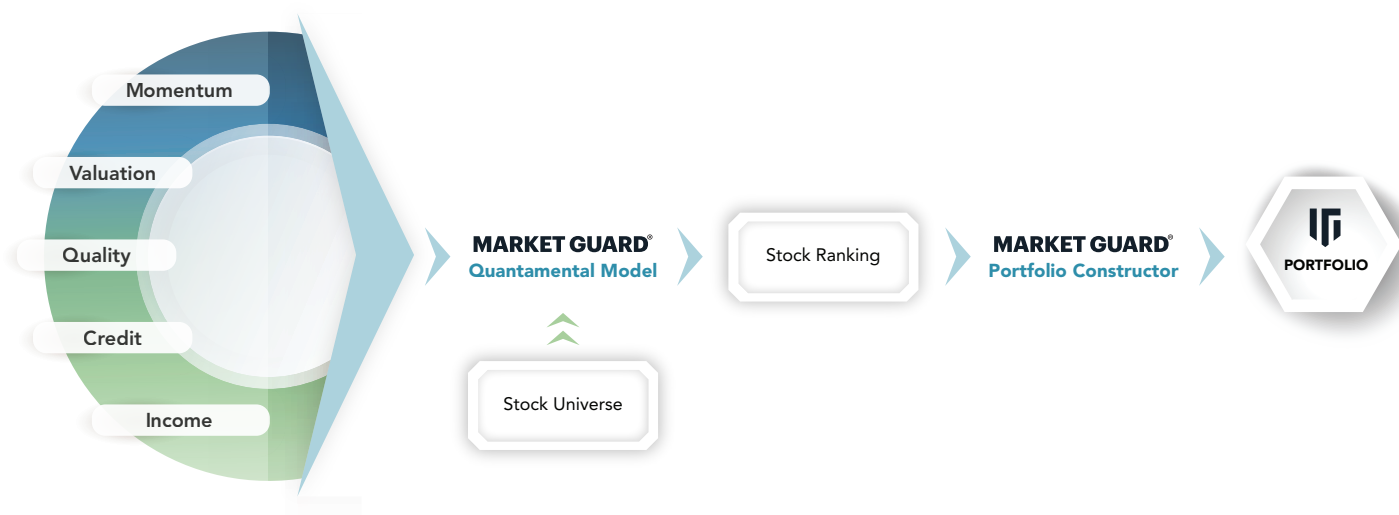 Momentum
Valuation
Quality
Credit
Income
MARKET GUARD®
Quantamental Model
Stock Universe
Stock Ranking
MARKET GUARD®
Portfolio Constructor
PORTFOLIO